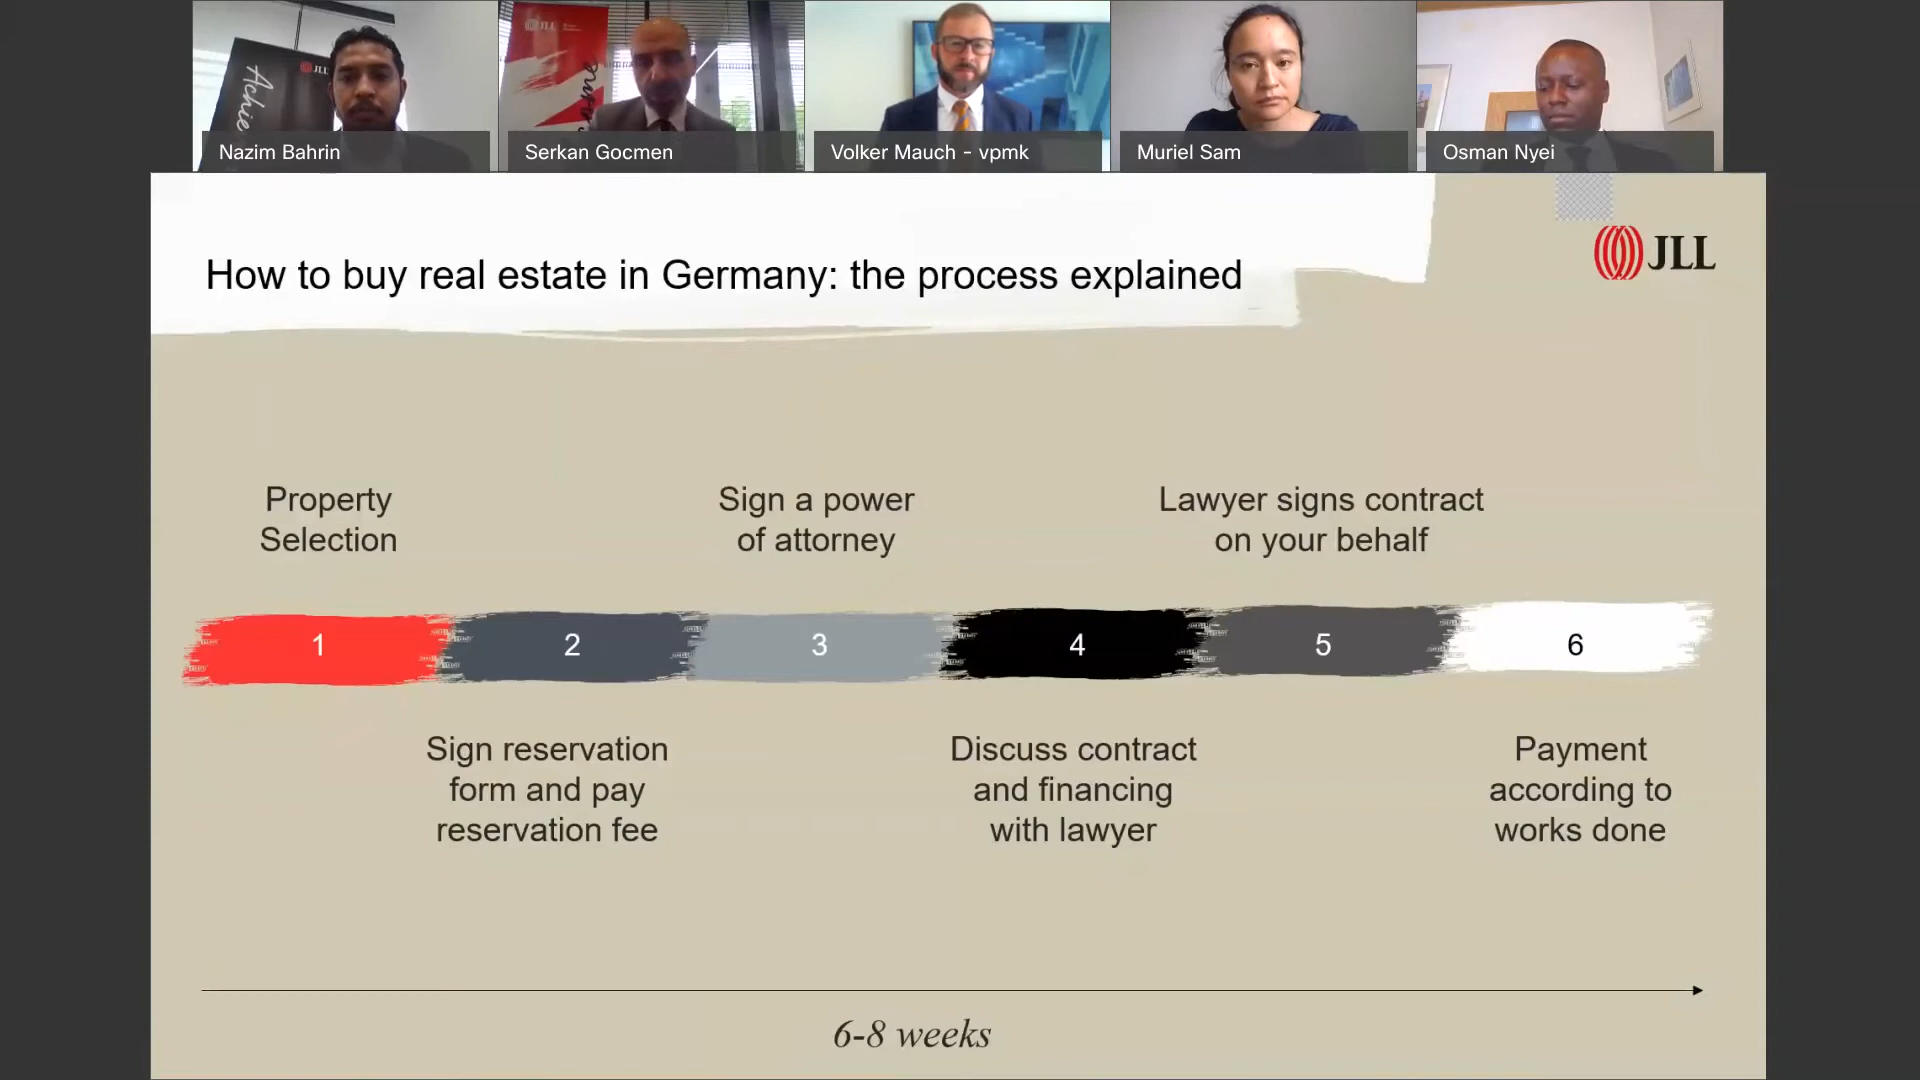 Achie
JLL
JLL
Nazim Bahrin
Serkan Gocmen
Volker Mauch - vpmk
Muriel Sam
Osman Nyei
JLL
How to buy real estate in Germany: the process explained
Property
Selection
Sign a power
of attorney
Lawyer signs contract
on your behalf
1
2
3
4
5
6
Sign reservation
form and pay
reservation fee
Discuss contract
and financing
with lawyer
Payment
according to
works done
6-8 weeks